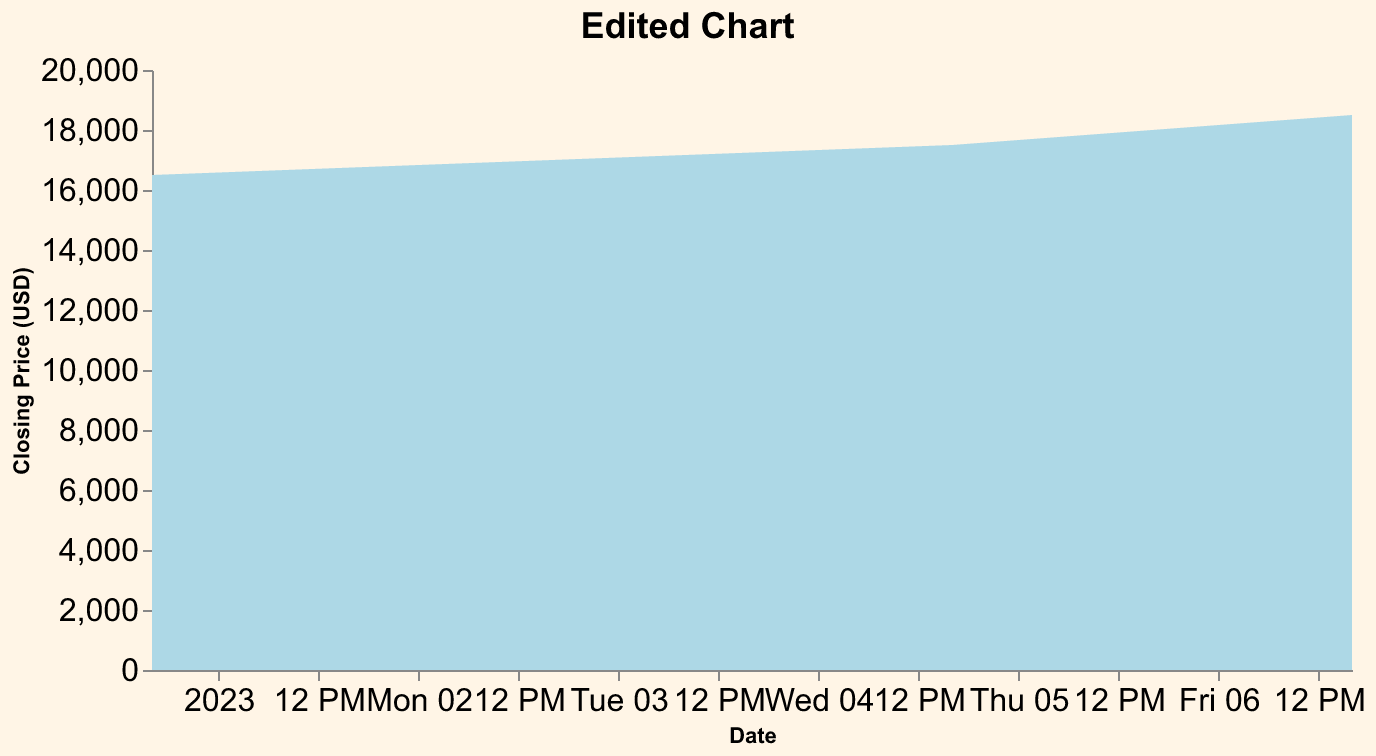 Edited Chart
20,000
18,000
16,000
14,000
12,000
10,000
8,000
6,000
4,000
2,000
0
Closing Price (USD)
2023 12 PM Mon 02 12 PM Tue 03 12 PM Wed 04 12 PM Thu 05 12 PM Fri 06 12 PM
Date